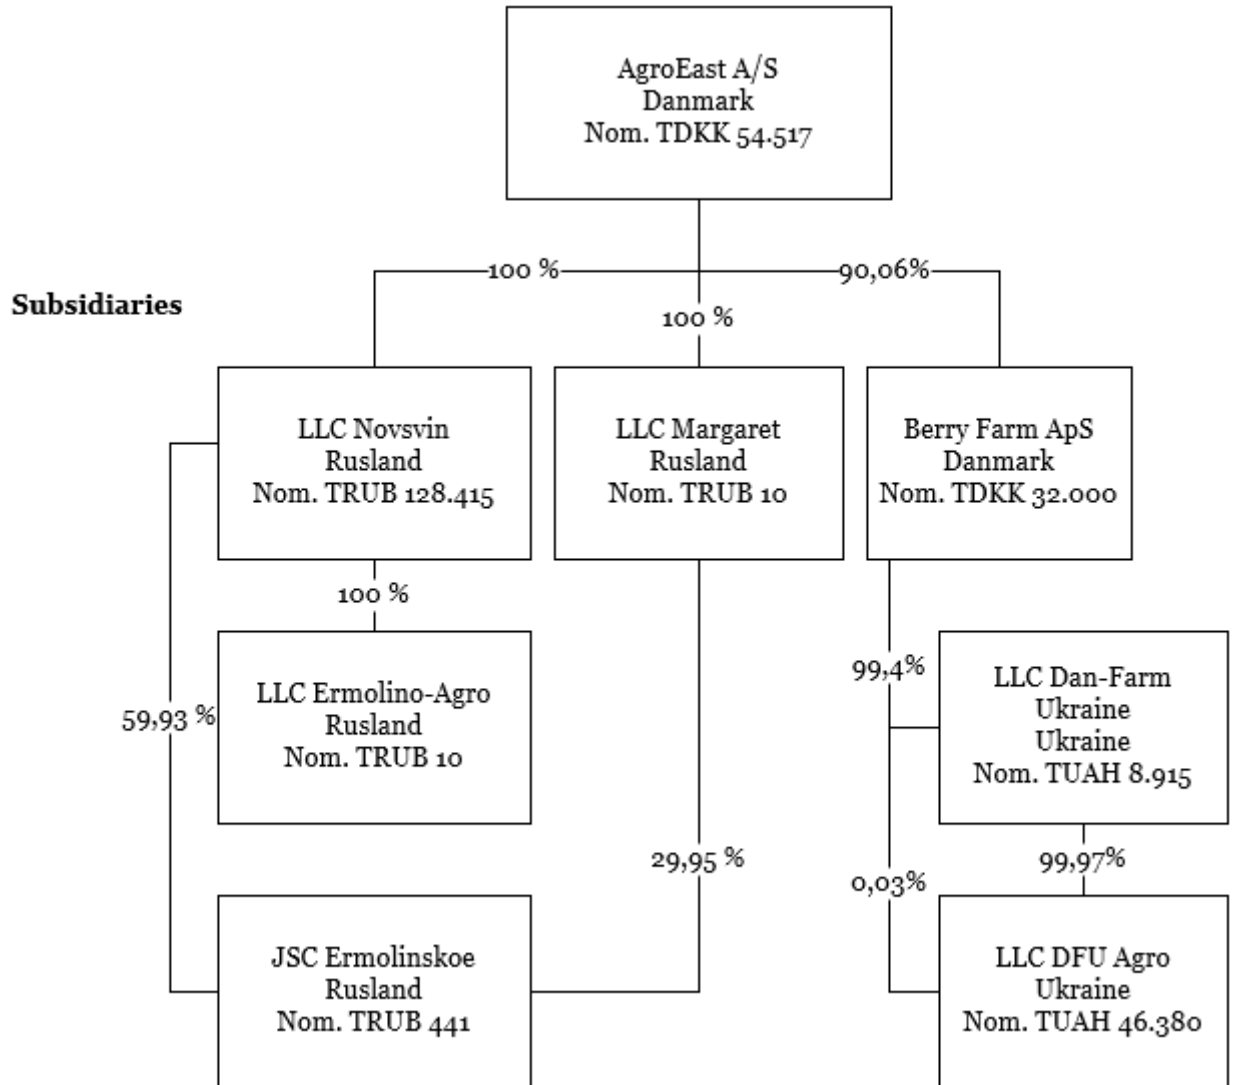 AgroEast A/S
Danmark
Nom. TDKK 54.517
100 %
90,06%
Subsidiaries
100 %
LLC Novsvin
Rusland
Nom. TRUB 128.415
LLC Margaret
Rusland
Nom. TRUB 10
Berry Farm ApS
Danmark
Nom. TDKK 32.000
100 %
59,93 %
LLC Ermolino-Agro
Rusland
Nom. TRUB 10
99,4%
LLC Dan-Farm
Ukraine
Ukraine
Nom. TUAH 8.915
29,95 %
0,03%
99,97%
JSC Ermolinskoe
Rusland
Nom. TRUB 441
LLC DFU Agro
Ukraine
Nom. TUAH 46.380